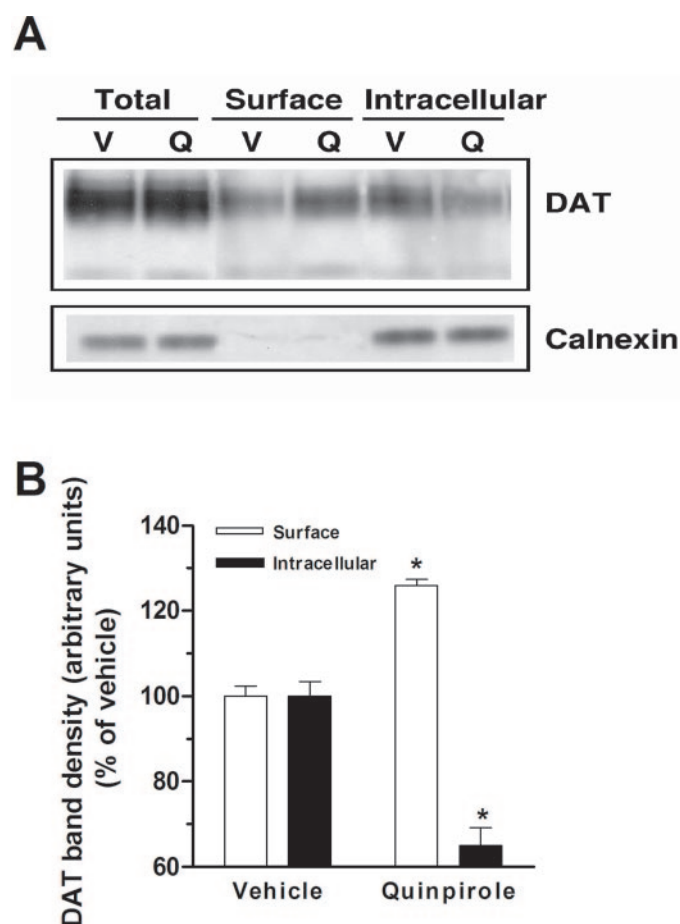 A
Total Surface Intracellular
V Q V Q V Q
DAT
Calnexin
B
DAT band density (arbitrary units)
(% of vehicle)
140
120
100
80
60
Surface
Intracellular
*
*
Vehicle Quinpirole